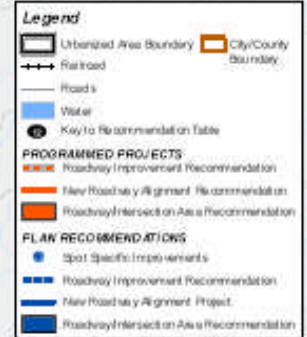 Legend
Urbanized Area Boundary City/County Boundary
Railroad
Roads
Water
Key to Recommendation Table
PROGRAMMED PROJECTS
Roadway Improvement Recommendation
New Roadway Alignment Recommendation
Roadway/Intersection Area Recommendation
PLAN RECOMMENDATIONS
Spot Specific Improvements
Roadway Improvement Recommendation
New Roadway Alignment Project
Roadway/Intersection Area Recommendation